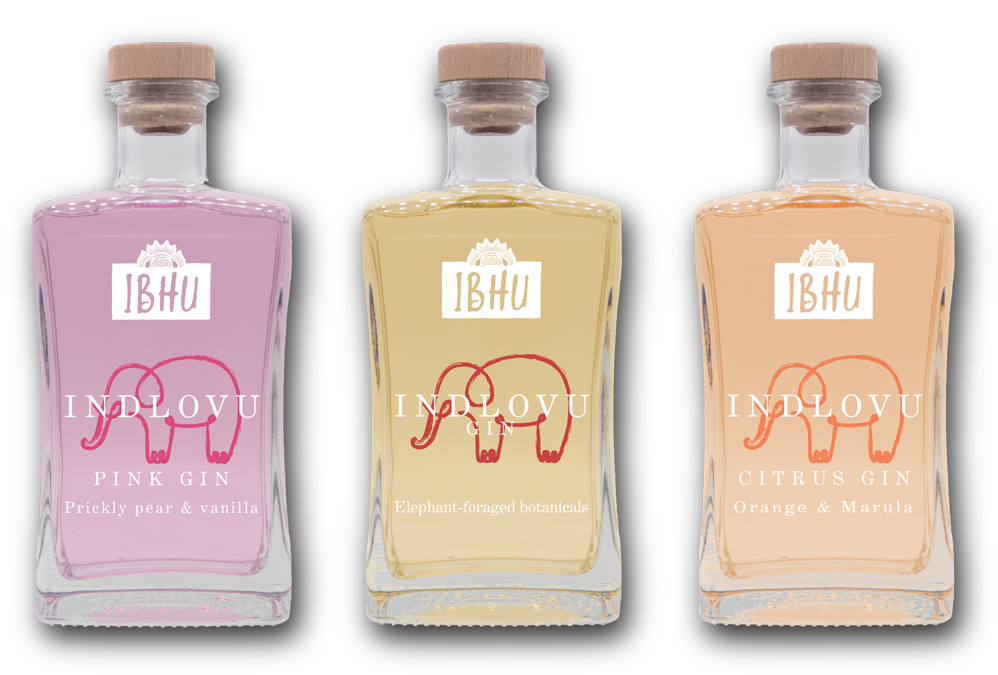 IBHU
INDLOVU
PINK GIN
Prickly pear & vanilla
IBHU
INDLOVU
GIN
Elephant-foraged botanicals
IBHU
INDLOVU
CITRUS GIN
Orange & Marula